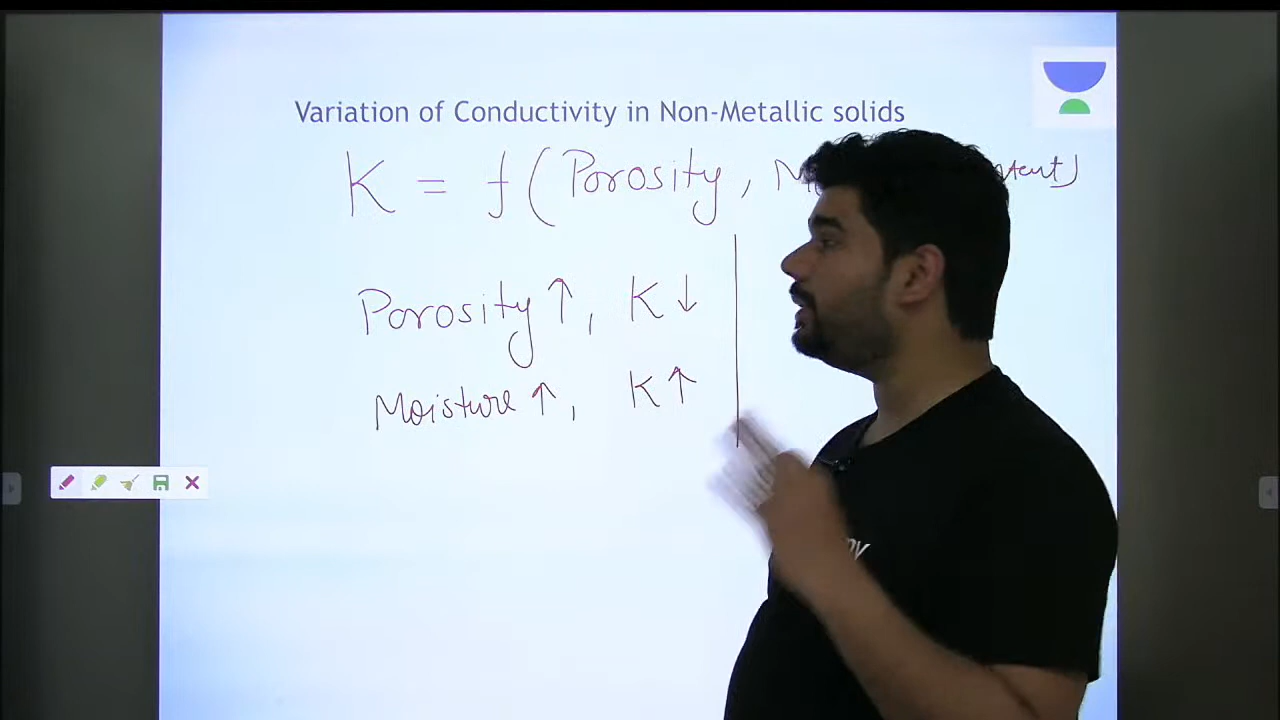 Variation of Conductivity in Non-Metallic solids
K = f (Porosity,
Porosity ↑, K ↓
Moisture ↑, K ↑